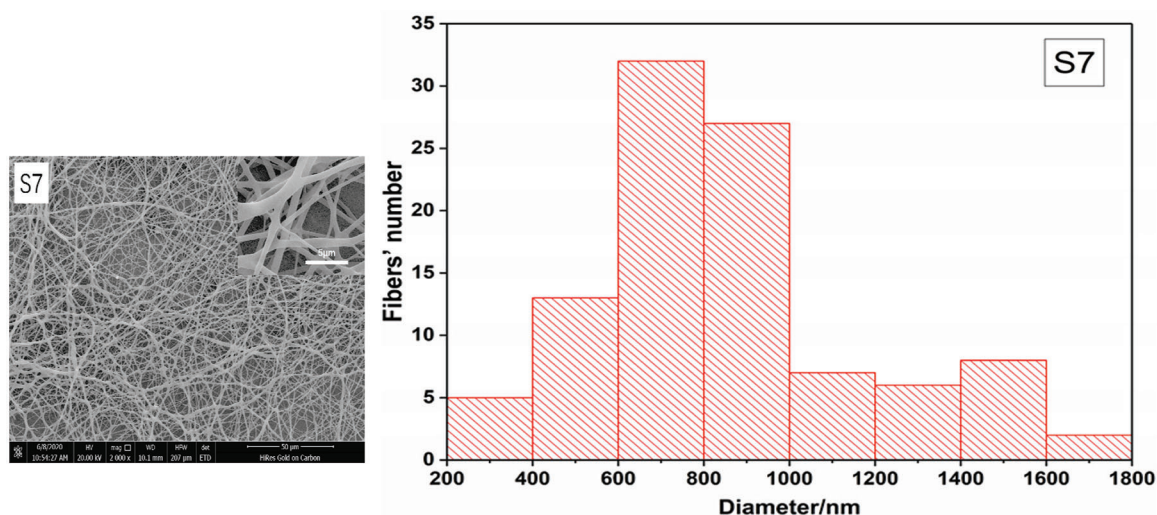 S7
5μm
6/8/2020 HV mag WD HFW det 50 μm
10:54:27 AM 20.00 kV 2 000 x 10.1 mm 207 μm ETD HiRes Gold on Carbon
S7
Fibers' number
35
30
25
20
15
10
5
0
200 400 600 800 1000 1200 1400 1600 1800
Diameter/nm